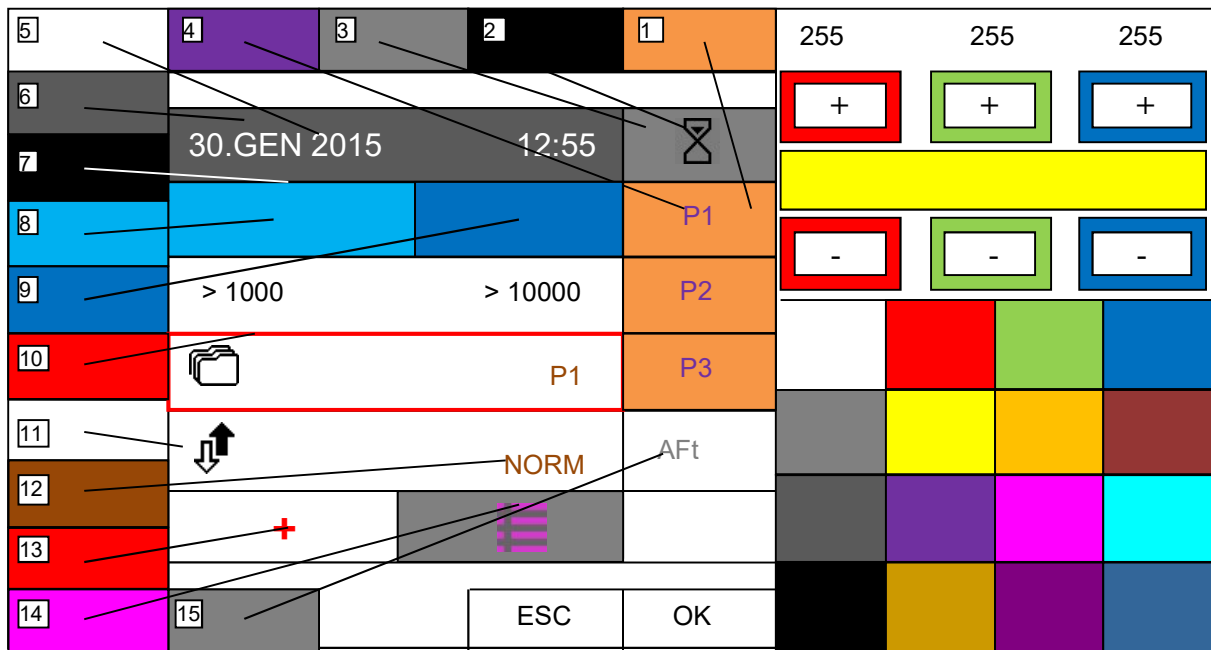 5 4 3 2 1 255 255 255
6 + + +
30.GEN 2015 12:55
7
8 P1
- - -
9 > 1000 > 10000 P2
10 P1 P3
11 NORM AFt
12
13 +
14 15 ESC OK